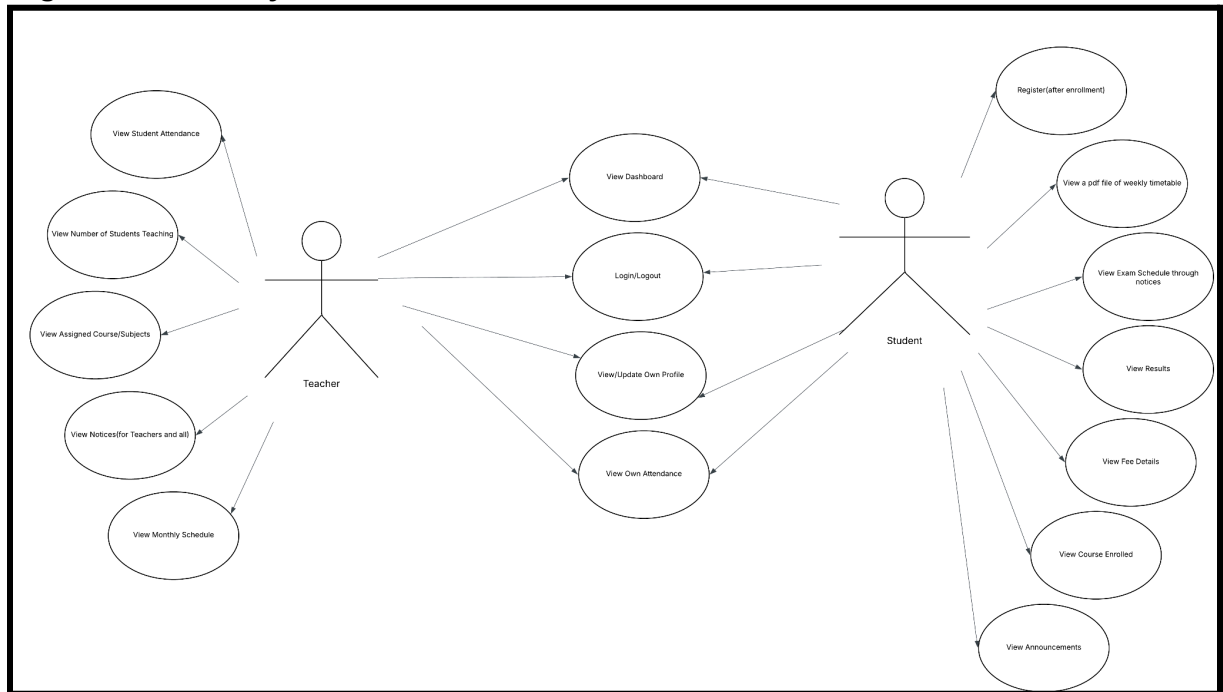 Register(after enrollment)
View Student Attendance
View Dashboard
View a pdf file of weekly timetable
View Number of Students Teaching
Login/Logout
View Exam Schedule through
notices
View Assigned Course/Subjects
Student
View Results
View/Update Own Profile
Teacher
View Notices(for Teachers and all)
View Fee Details
View Own Attendance
View Monthly Schedule
View Course Enrolled
View Announcements